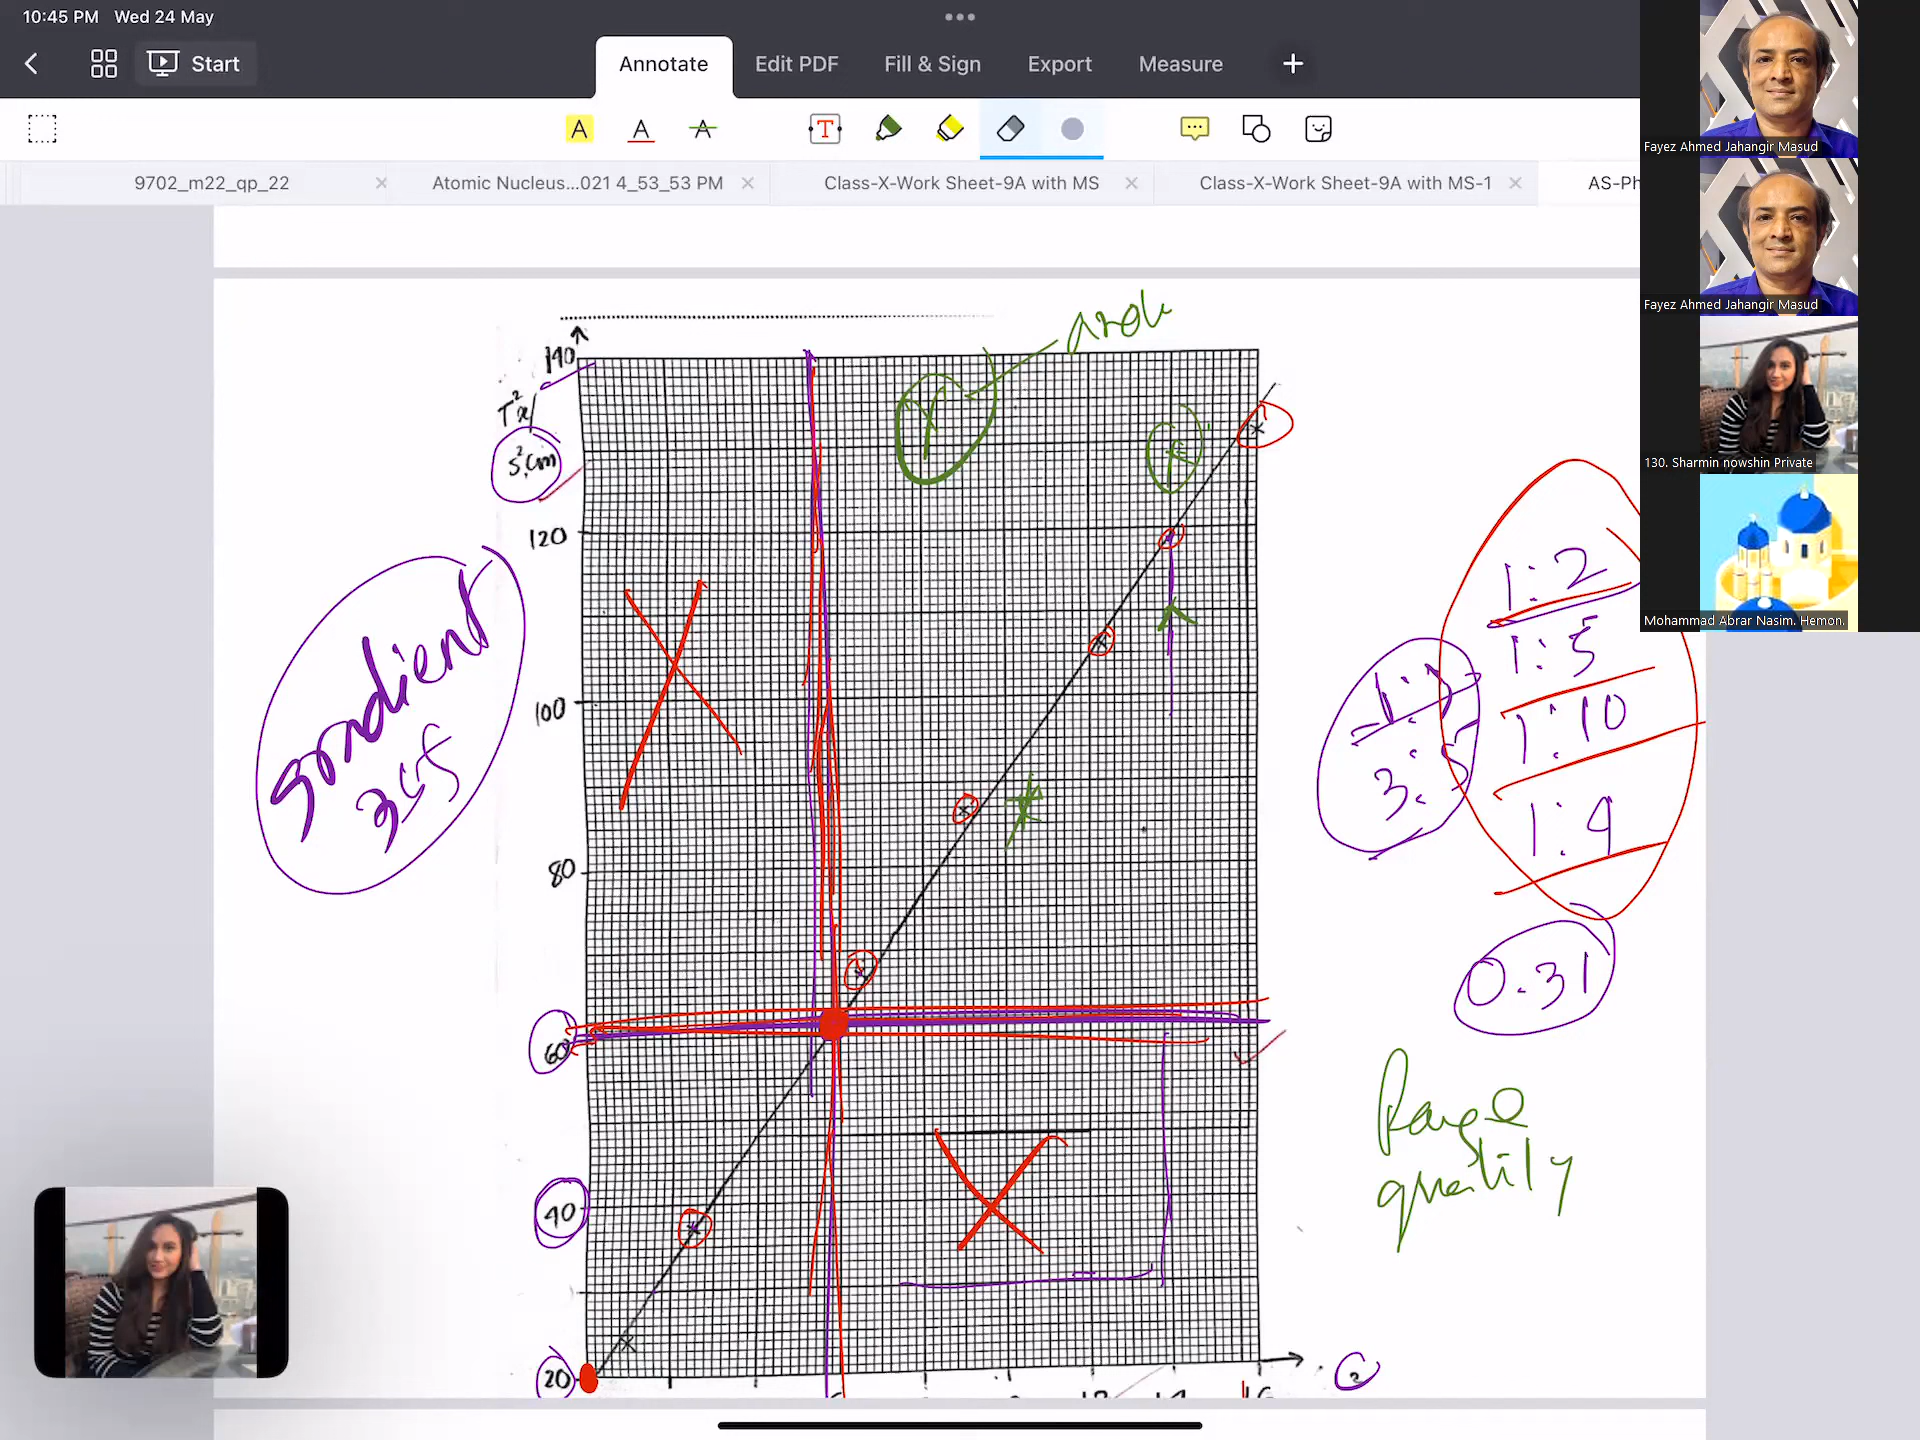 10:45 PM Wed 24 May
Start
Annotate
Edit PDF
Fill & Sign
Export
Measure
9702_m22_qp_22
Atomic Nucleus...021 4_53_53 PM
Class-X-Work Sheet-9A with MS
Class-X-Work Sheet-9A with MS-1
AS-Ph
Fayez Ahmed Jahangir Masud
Fayez Ahmed Jahangir Masud
130. Sharmin nowshin Private
Mohammad Abrar Nasim. Hemon.
140
T²x/
s²cm
120
100
80
60
40
20
gradient
1:2
1:5
1:10
1:4
3:5
0.31
Range
quality